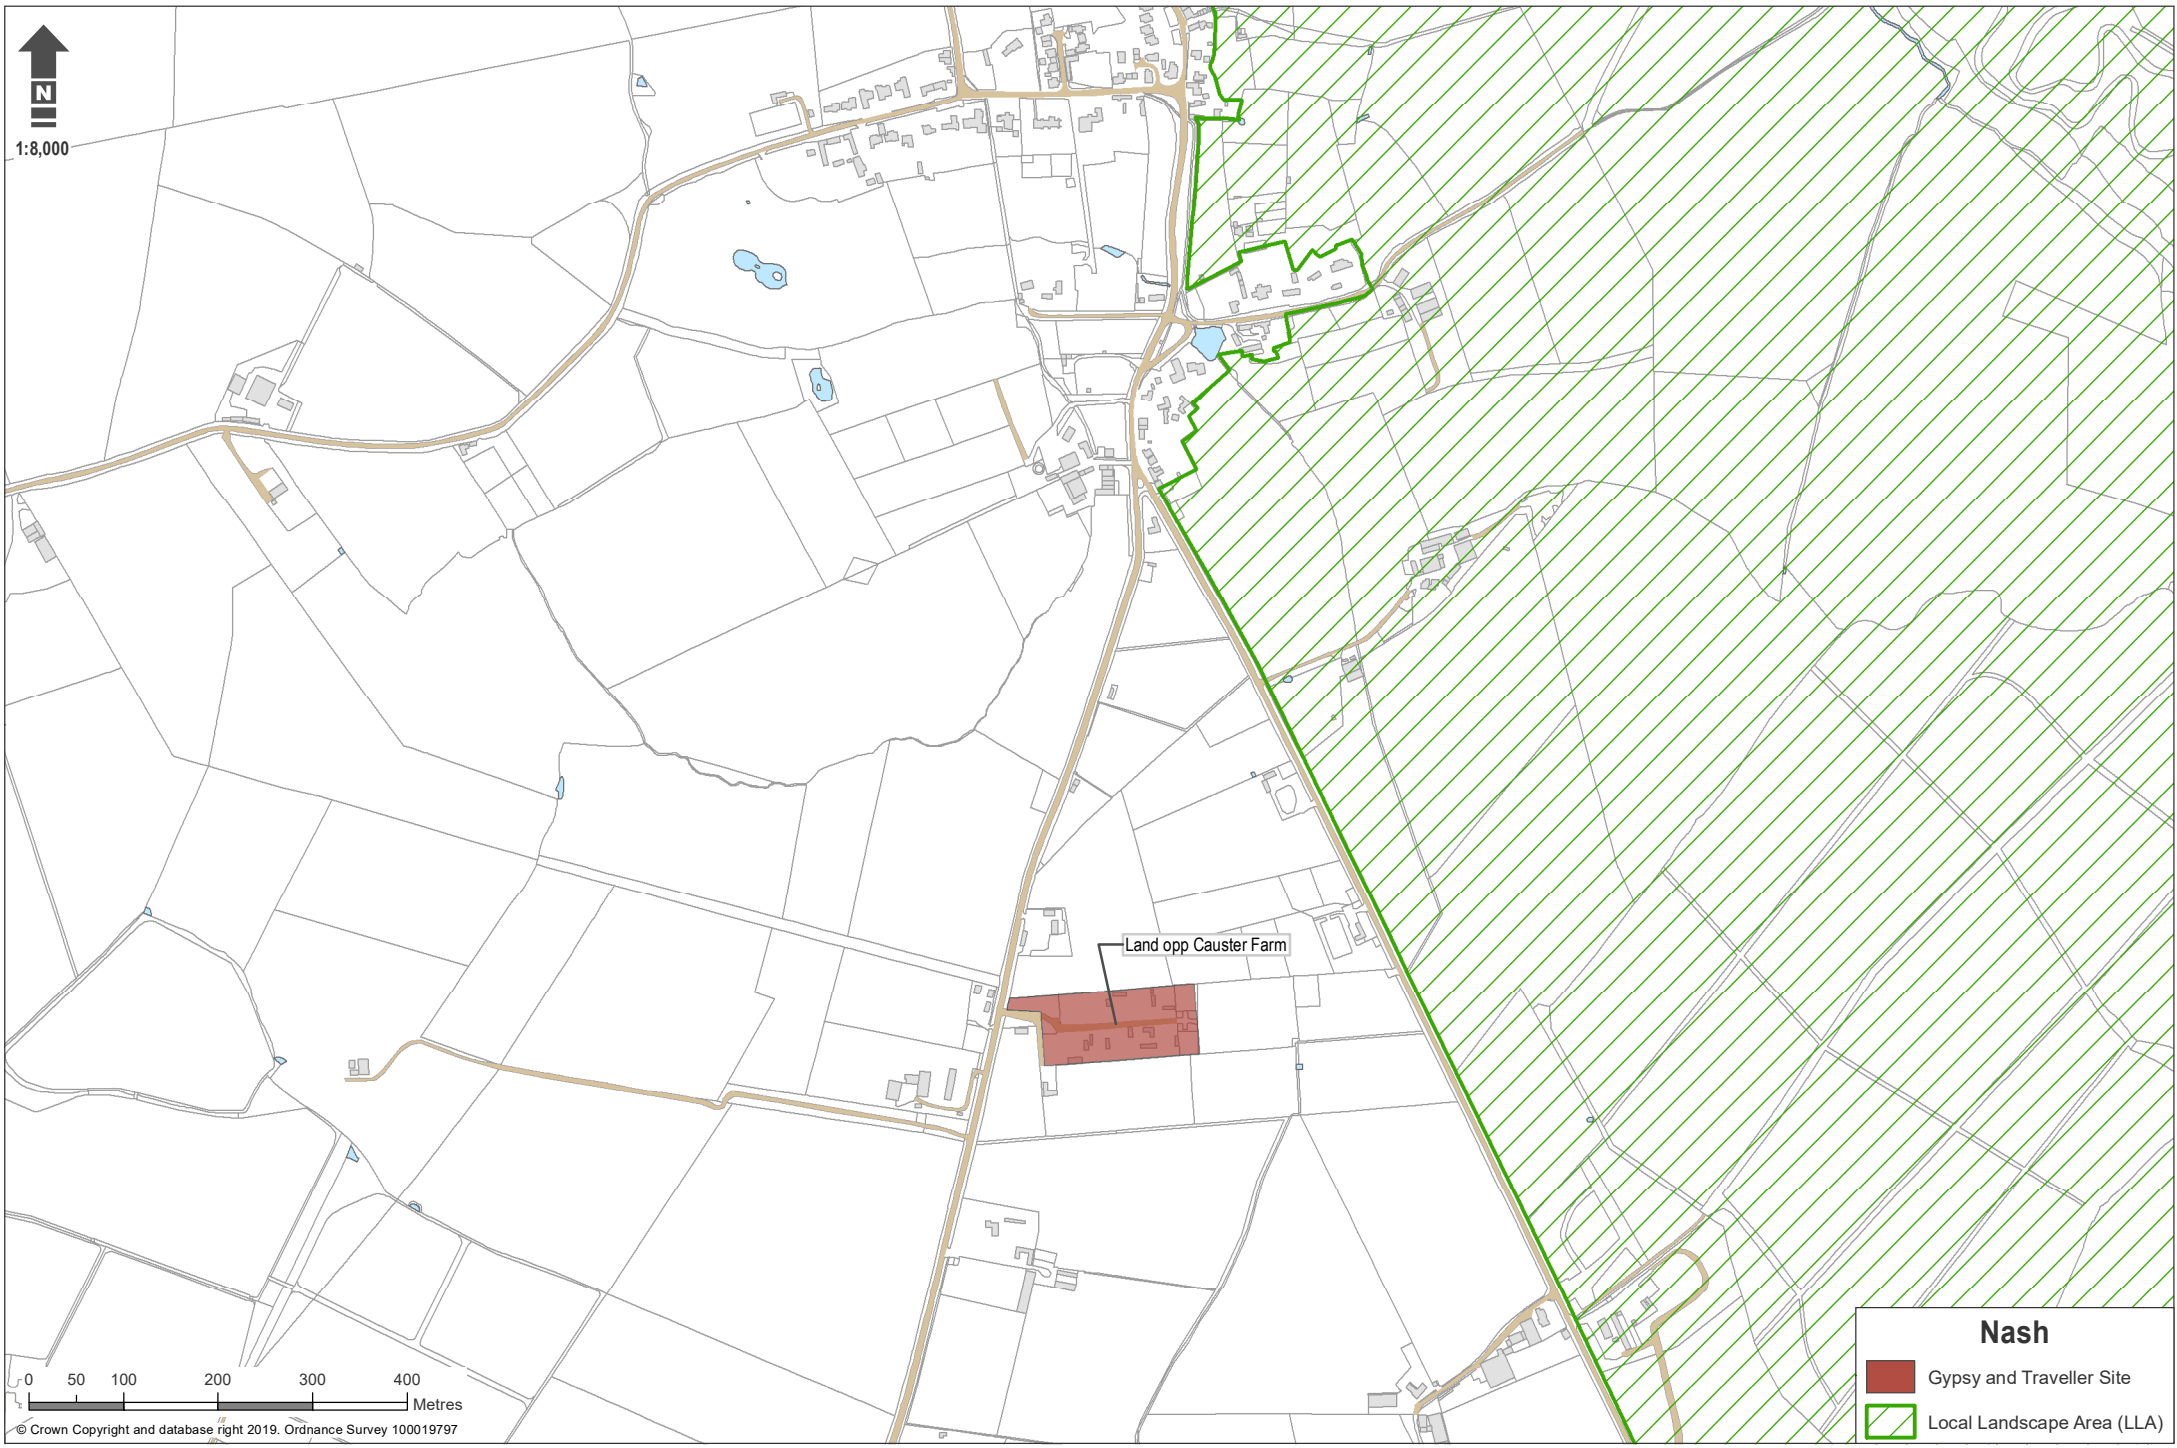 N
1:8,000
Land opp Causter Farm
0 50 100 200 300 400
Metres
© Crown Copyright and database right 2019. Ordnance Survey 100019797
Nash
Gypsy and Traveller Site
Local Landscape Area (LLA)